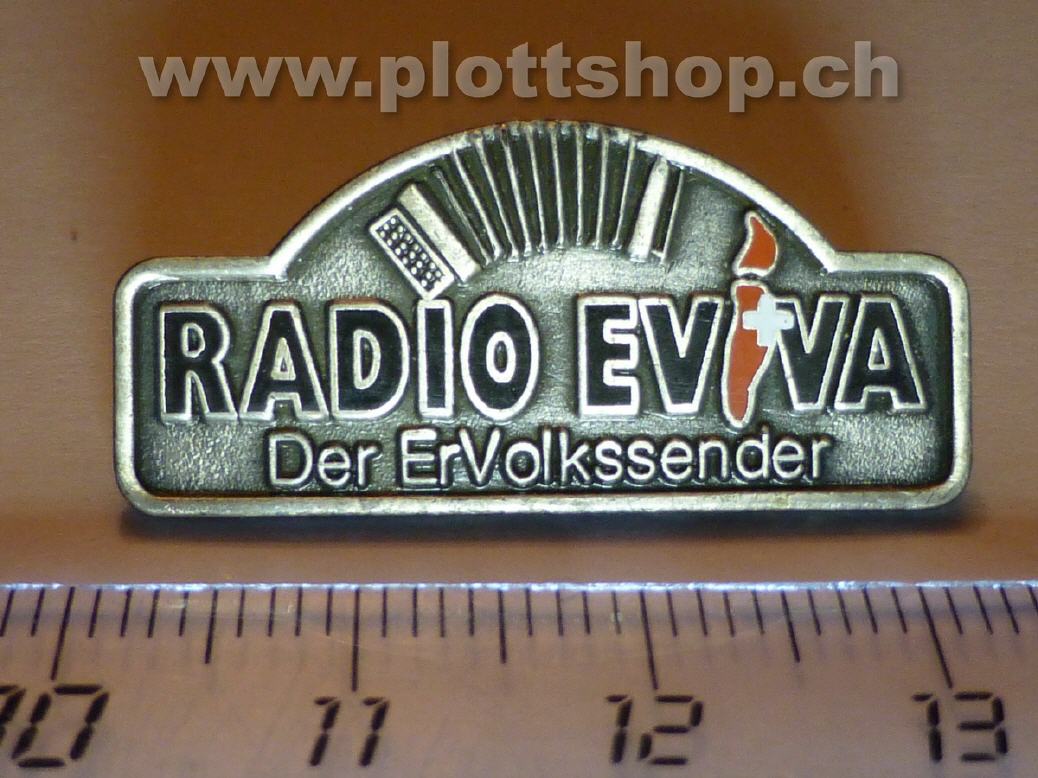 www.plottshop.ch
RADIO EVIVA
Der ErVolkssender
10 11 12 13